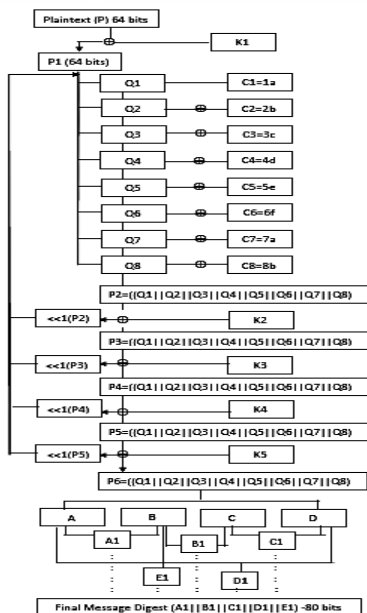 Plaintext (P) 64 bits
K1
P1 (64 bits)
Q1 C1=1a
Q2 C2=2b
Q3 C3=3c
Q4 C4=4d
Q5 C5=5e
Q6 C6=6f
Q7 C7=7a
Q8 C8=8b
P2=((Q1||Q2||Q3||Q4||Q5||Q6||Q7||Q8)
<<1(P2) K2
P3=((Q1||Q2||Q3||Q4||Q5||Q6||Q7||Q8)
<<1(P3) K3
P4=((Q1||Q2||Q3||Q4||Q5||Q6||Q7||Q8)
<<1(P4) K4
P5=((Q1||Q2||Q3||Q4||Q5||Q6||Q7||Q8)
<<1(P5) K5
P6=((Q1||Q2||Q3||Q4||Q5||Q6||Q7||Q8)
A B C D
A1 B1 C1
E1 D1
Final Message Digest (A1||B1||C1||D1||E1) -80 bits